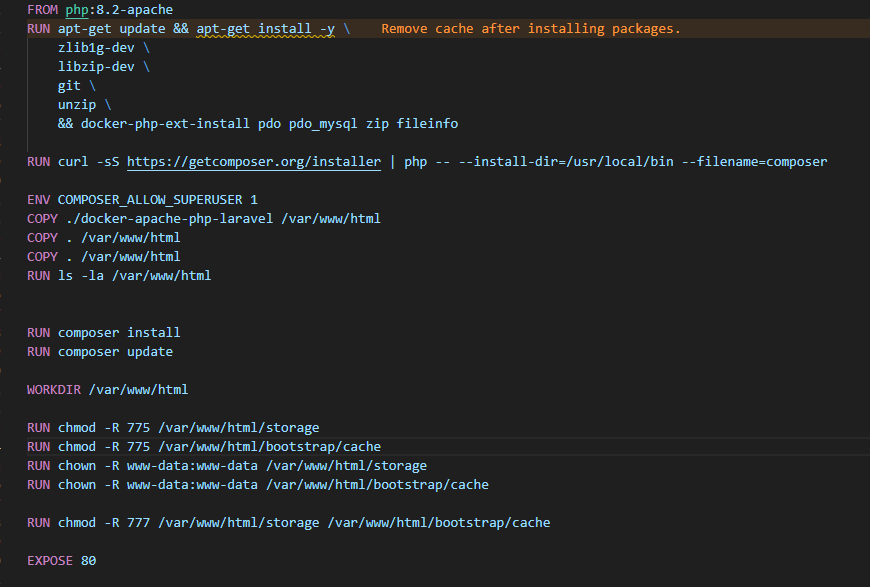 FROM php:8.2-apache
RUN apt-get update && apt-get install -y \ Remove cache after installing packages.
zlib1g-dev \
libzip-dev \
git \
unzip \
&& docker-php-ext-install pdo pdo_mysql zip fileinfo
RUN curl -sS https://getcomposer.org/installer | php -- --install-dir=/usr/local/bin --filename=composer
ENV COMPOSER_ALLOW_SUPERUSER 1
COPY ./docker-apache-php-laravel /var/www/html
COPY . /var/www/html
COPY . /var/www/html
RUN ls -la /var/www/html
RUN composer install
RUN composer update
WORKDIR /var/www/html
RUN chmod -R 775 /var/www/html/storage
RUN chmod -R 775 /var/www/html/bootstrap/cache
RUN chown -R www-data:www-data /var/www/html/storage
RUN chown -R www-data:www-data /var/www/html/bootstrap/cache
RUN chmod -R 777 /var/www/html/storage /var/www/html/bootstrap/cache
EXPOSE 80